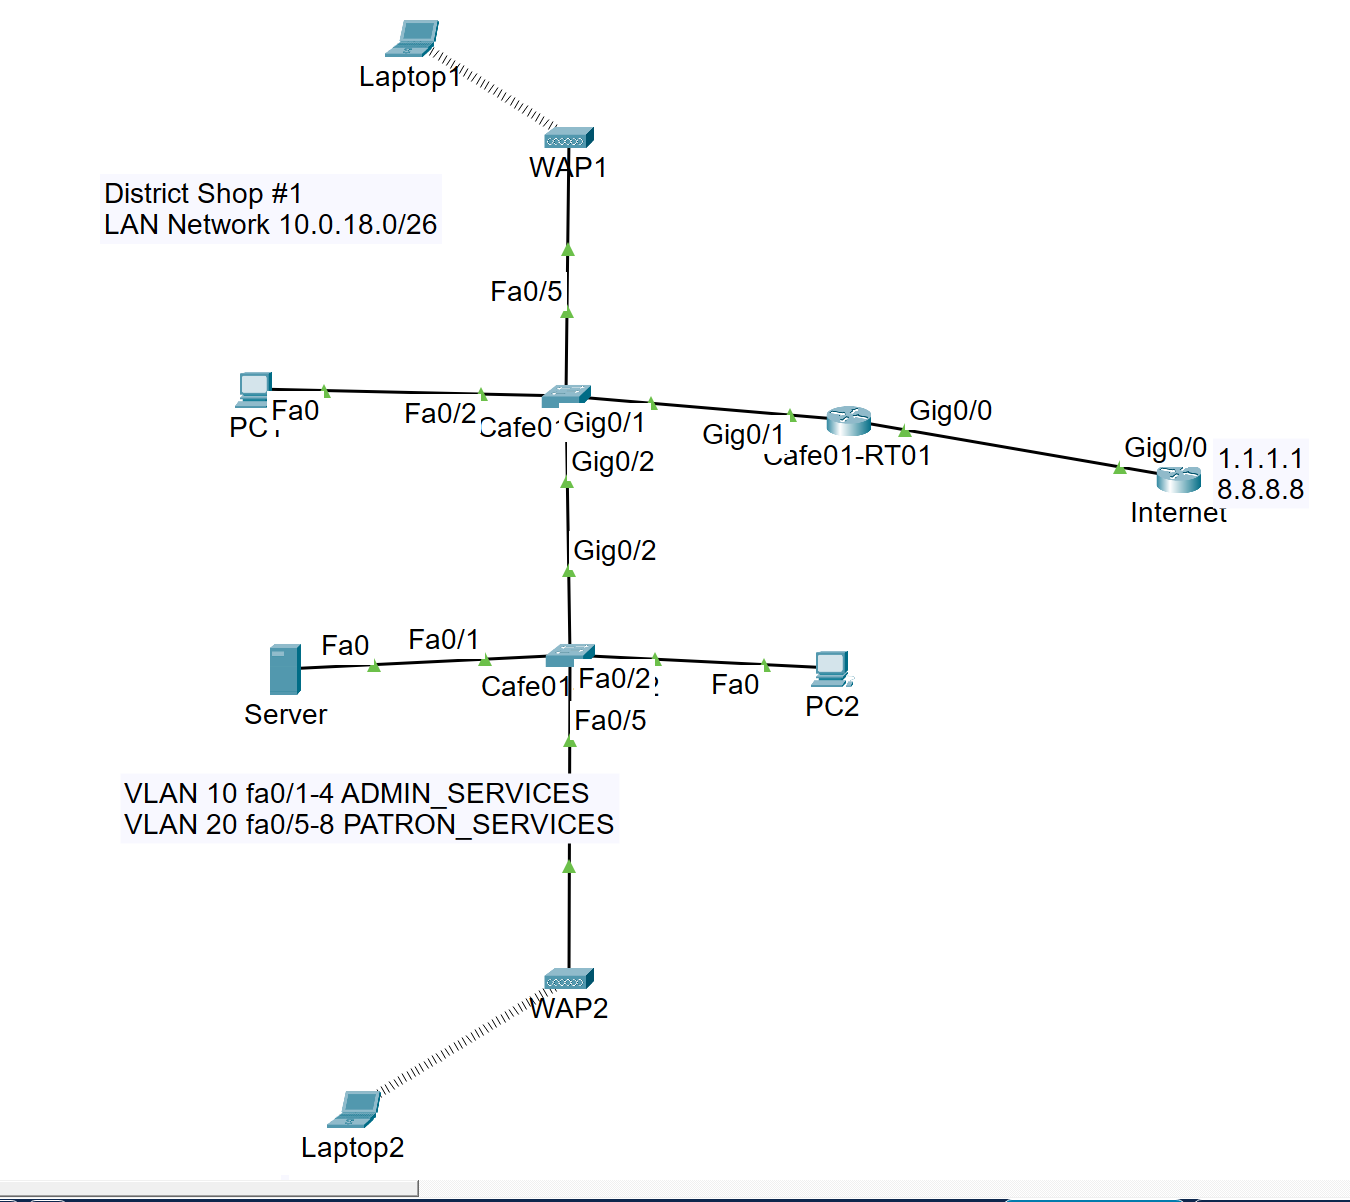 Laptop1
WAP1
District Shop #1
LAN Network 10.0.18.0/26
Fa0/5
Fa0
Fa0/2
Gig0/1
Gig0/1
Gig0/0
Cafe01-RT01
Gig0/0
1.1.1.1
8.8.8.8
Internet
Gig0/2
Gig0/2
Fa0
Fa0/1
Server
Cafe01
Fa0/2
Fa0
PC2
Fa0/5
VLAN 10 fa0/1-4 ADMIN_SERVICES
VLAN 20 fa0/5-8 PATRON_SERVICES
WAP2
Laptop2